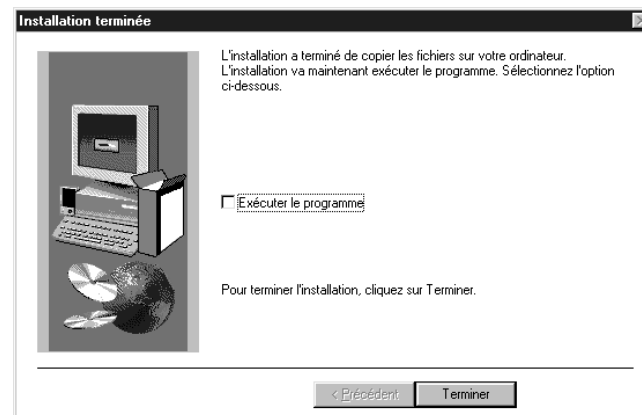 Installation terminée
L'installation a terminé de copier les fichiers sur votre ordinateur.
L'installation va maintenant exécuter le programme. Sélectionnez l'option
ci-dessous.
Exécuter le programme
Pour terminer l'installation, cliquez sur Terminer.
< Précédent
Terminer